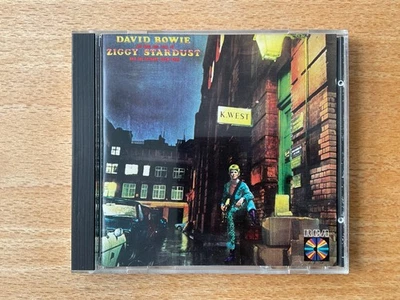 DAVID BOWIE
ZIGGY STARDUST
K.WEST
RCA